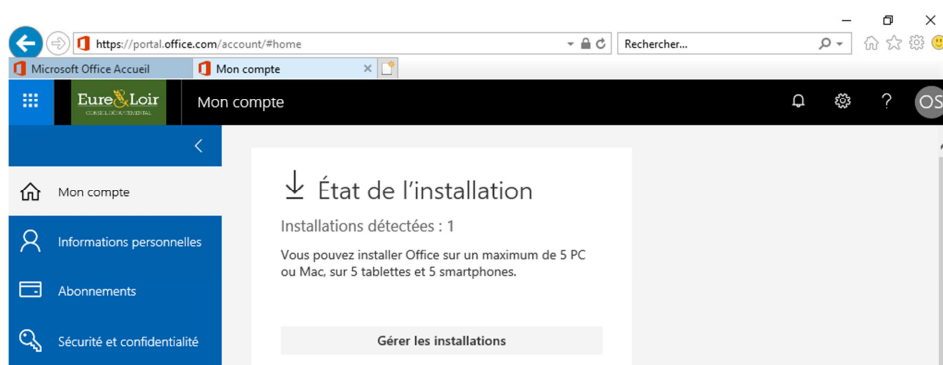 https://portal.office.com/account/#home
Rechercher...
Microsoft Office Accueil
Mon compte
Eure & Loir
CONSEIL DÉPARTEMENTAL
Mon compte
?
OS
Mon compte
État de l'installation
Installations détectées : 1
Informations personnelles
Vous pouvez installer Office sur un maximum de 5 PC
ou Mac, sur 5 tablettes et 5 smartphones.
Abonnements
Sécurité et confidentialité
Gérer les installations